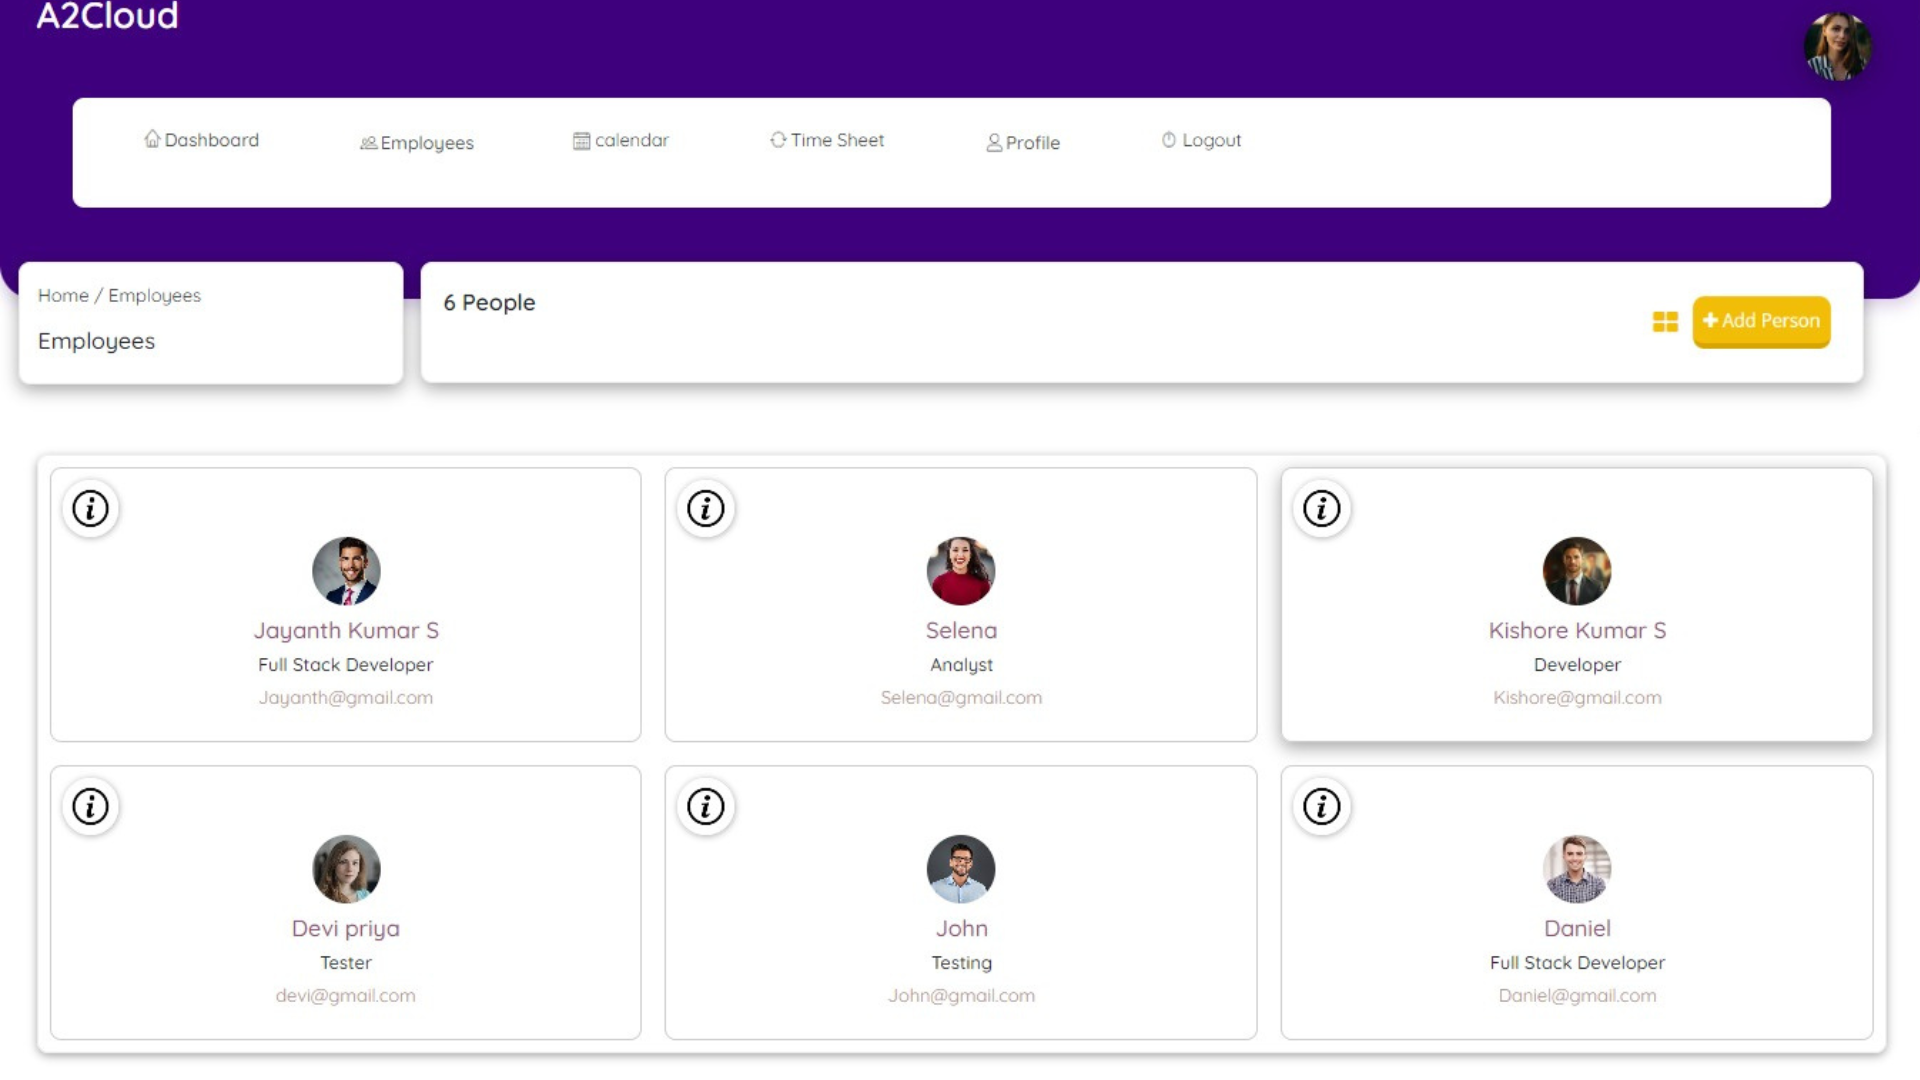 A2Cloud
Dashboard
Employees
calendar
Time Sheet
Profile
Logout
Home / Employees
Employees
6 People
Add Person
Jayanth Kumar S
Full Stack Developer
Jayanth@gmail.com
Selena
Analyst
Selena@gmail.com
Kishore Kumar S
Developer
Kishore@gmail.com
Devi priya
Tester
devi@gmail.com
John
Testing
John@gmail.com
Daniel
Full Stack Developer
Daniel@gmail.com